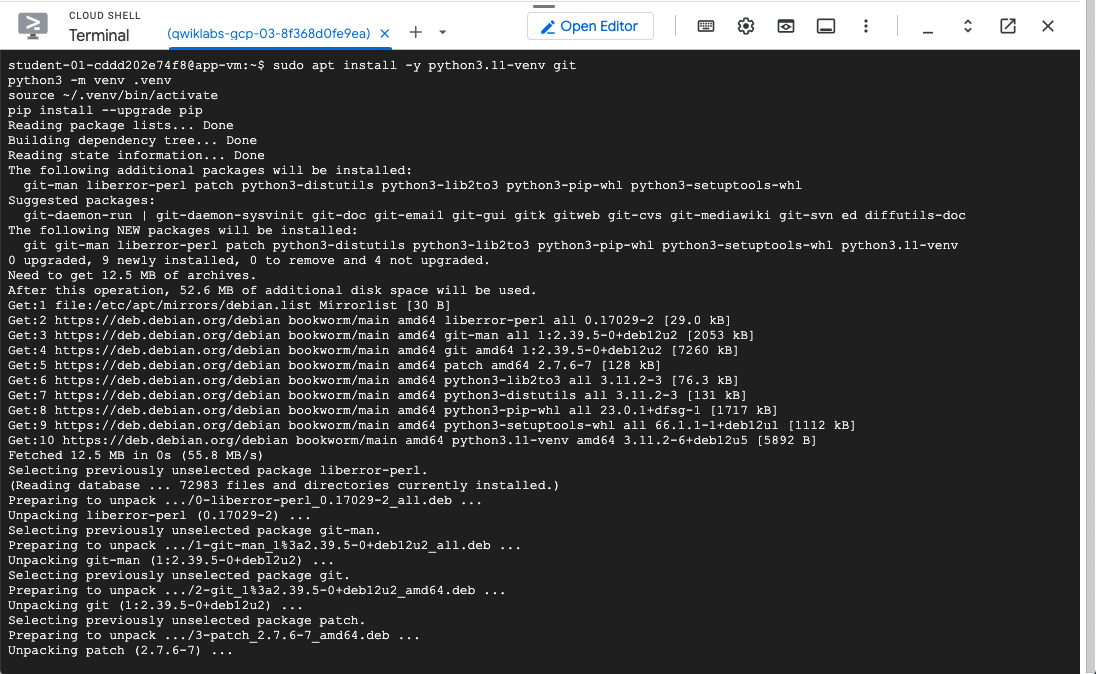 CLOUD SHELL
Terminal
(qwiklabs-gcp-03-8f368d0fe9ea)
Open Editor
student-01-cddd202e74f8@app-vm:~$ sudo apt install -y python3.11-venv git
python3 -m venv .venv
source ~/.venv/bin/activate
pip install --upgrade pip
Reading package lists... Done
Building dependency tree... Done
Reading state information... Done
The following additional packages will be installed:
  git-man liberror-perl patch python3-distutils python3-lib2to3 python3-pip-whl python3-setuptools-whl
Suggested packages:
  git-daemon-run | git-daemon-sysvinit git-doc git-email git-gui gitk gitweb git-cvs git-mediawiki git-svn ed diffutils-doc
The following NEW packages will be installed:
  git git-man liberror-perl patch python3-distutils python3-lib2to3 python3-pip-whl python3-setuptools-whl python3.11-venv
0 upgraded, 9 newly installed, 0 to remove and 4 not upgraded.
Need to get 12.5 MB of archives.
After this operation, 52.6 MB of additional disk space will be used.
Get:1 file:/etc/apt/mirrors/debian.list Mirrorlist [30 B]
Get:2 https://deb.debian.org/debian bookworm/main amd64 liberror-perl all 0.17029-2 [29.0 kB]
Get:3 https://deb.debian.org/debian bookworm/main amd64 git-man all 1:2.39.5-0+deb12u2 [2053 kB]
Get:4 https://deb.debian.org/debian bookworm/main amd64 git amd64 1:2.39.5-0+deb12u2 [7260 kB]
Get:5 https://deb.debian.org/debian bookworm/main amd64 patch amd64 2.7.6-7 [128 kB]
Get:6 https://deb.debian.org/debian bookworm/main amd64 python3-lib2to3 all 3.11.2-3 [76.3 kB]
Get:7 https://deb.debian.org/debian bookworm/main amd64 python3-distutils all 3.11.2-3 [131 kB]
Get:8 https://deb.debian.org/debian bookworm/main amd64 python3-pip-whl all 23.0.1+dfsg-1 [1717 kB]
Get:9 https://deb.debian.org/debian bookworm/main amd64 python3-setuptools-whl all 66.1.1-1+deb12u1 [1112 kB]
Get:10 https://deb.debian.org/debian bookworm/main amd64 python3.11-venv amd64 3.11.2-6+deb12u5 [5892 B]
Fetched 12.5 MB in 0s (55.8 MB/s)
Selecting previously unselected package liberror-perl.
(Reading database ... 72983 files and directories currently installed.)
Preparing to unpack .../0-liberror-perl_0.17029-2_all.deb ...
Unpacking liberror-perl (0.17029-2) ...
Selecting previously unselected package git-man.
Preparing to unpack .../1-git-man_1%3a2.39.5-0+deb12u2_all.deb ...
Unpacking git-man (1:2.39.5-0+deb12u2) ...
Selecting previously unselected package git.
Preparing to unpack .../2-git_1%3a2.39.5-0+deb12u2_amd64.deb ...
Unpacking git (1:2.39.5-0+deb12u2) ...
Selecting previously unselected package patch.
Preparing to unpack .../3-patch_2.7.6-7_amd64.deb ...
Unpacking patch (2.7.6-7) ...